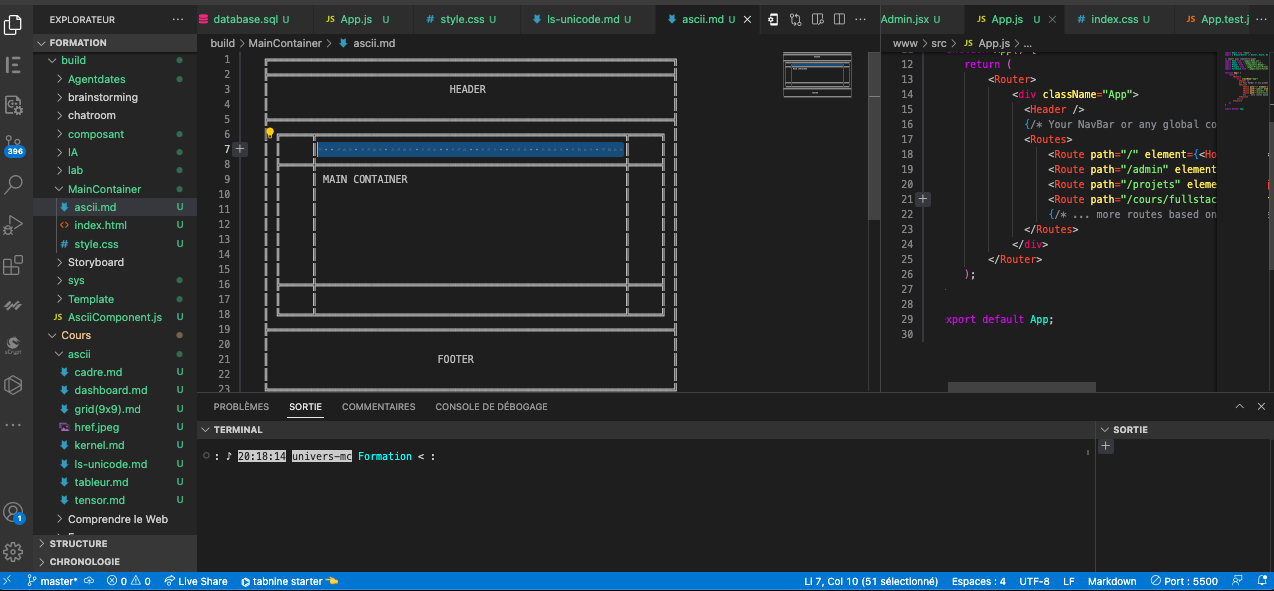 EXPLORATEUR
database.sql U
JS App.js U
# style.css U
ls-unicode.md U
ascii.md U
Admin.jsx U
JS App.js U
# index.css U
JS App.test.j
FORMATION
build > MainContainer > ascii.md
www > src > JS App.js > ...
build
Agentdates
brainstorming
chatroom
composant
IA
lab
MainContainer
ascii.md U
index.html U
# style.css U
Storyboard
sys
Template
JS AsciiComponent.js U
Cours
ascii
cadre.md U
dashboard.md U
grid(9x9).md U
href.jpeg U
kernel.md U
ls-unicode.md U
tableur.md U
tensor.md U
Comprendre le Web
STRUCTURE
CHRONOLOGIE
396
1
1
2
3 HEADER
4
5
6
7
8
9 MAIN CONTAINER
10
11
12
13
14
15
16
17
18
19
20
21 FOOTER
22
23
12 return (
13 <Router>
14 <div className="App">
15 <Header />
16 {/* Your NavBar or any global co
17 <Routes>
18 <Route path="/" element={<Ho
19 <Route path="/admin" element
20 <Route path="/projets" eleme
21 <Route path="/cours/fullstac
22 {/* ... more routes based on
23 </Routes>
24 </div>
25 </Router>
26 );
27
28
29 xport default App;
30
PROBLÈMES SORTIE COMMENTAIRES CONSOLE DE DÉBOGAGE
TERMINAL
SORTIE
: ♪ 20:18:14 univers-mc Formation < :
master* 0 0 Live Share tabnine starter
Li 7, Col 10 (51 sélectionné) Espaces : 4 UTF-8 LF Markdown Port : 5500